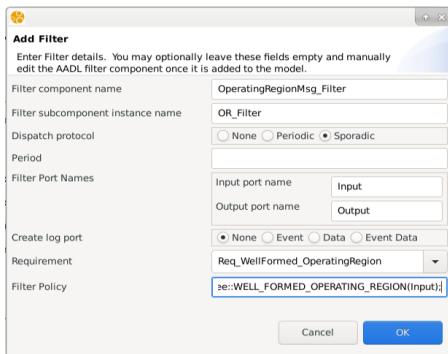 Add Filter
Enter Filter details. You may optionally leave these fields empty and manually
edit the AADL filter component once it is added to the model.
Filter component name OperatingRegionMsg_Filter
Filter subcomponent instance name OR_Filter
Dispatch protocol None Periodic Sporadic
Period
Filter Port Names
Input port name Input
Output port name Output
Create log port None Event Data Event Data
Requirement Req_WellFormed_OperatingRegion
Filter Policy ee::WELL_FORMED_OPERATING_REGION(Input);
Cancel OK